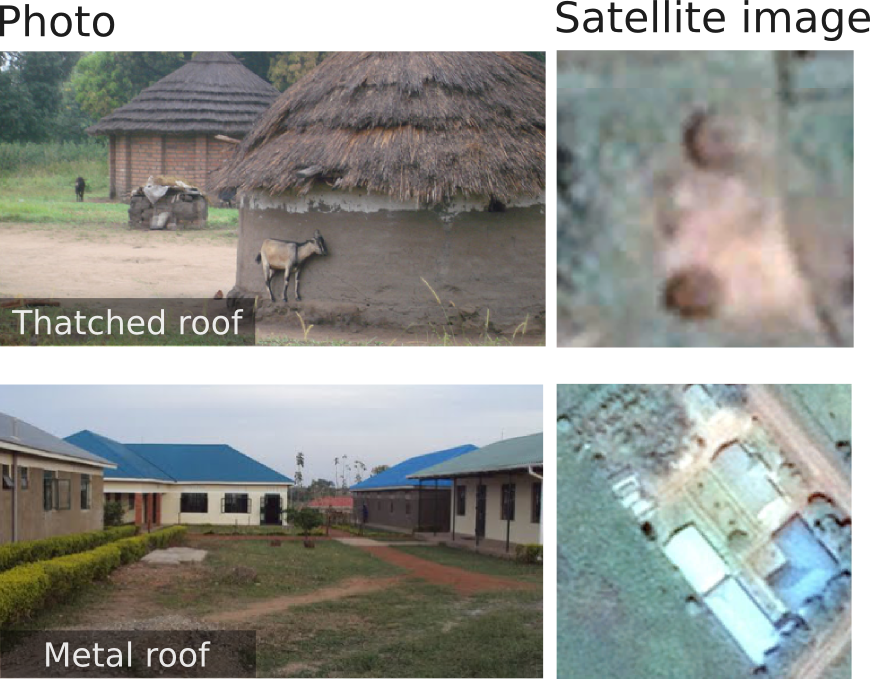 Photo
Satellite image
Thatched roof
Metal roof